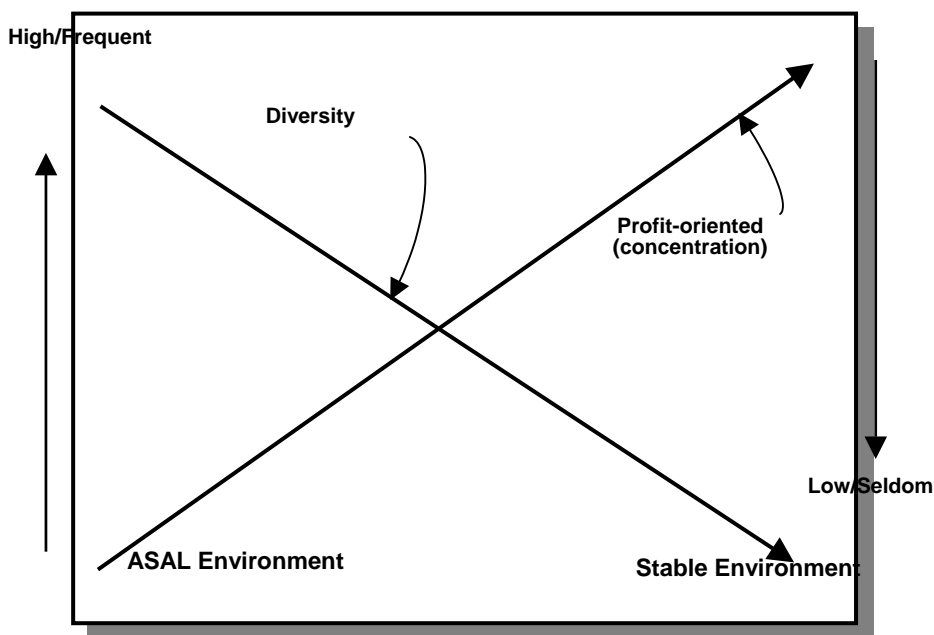 High/Frequent
Diversity
Profit-oriented
(concentration)
Low/Seldom
ASAL Environment
Stable Environment